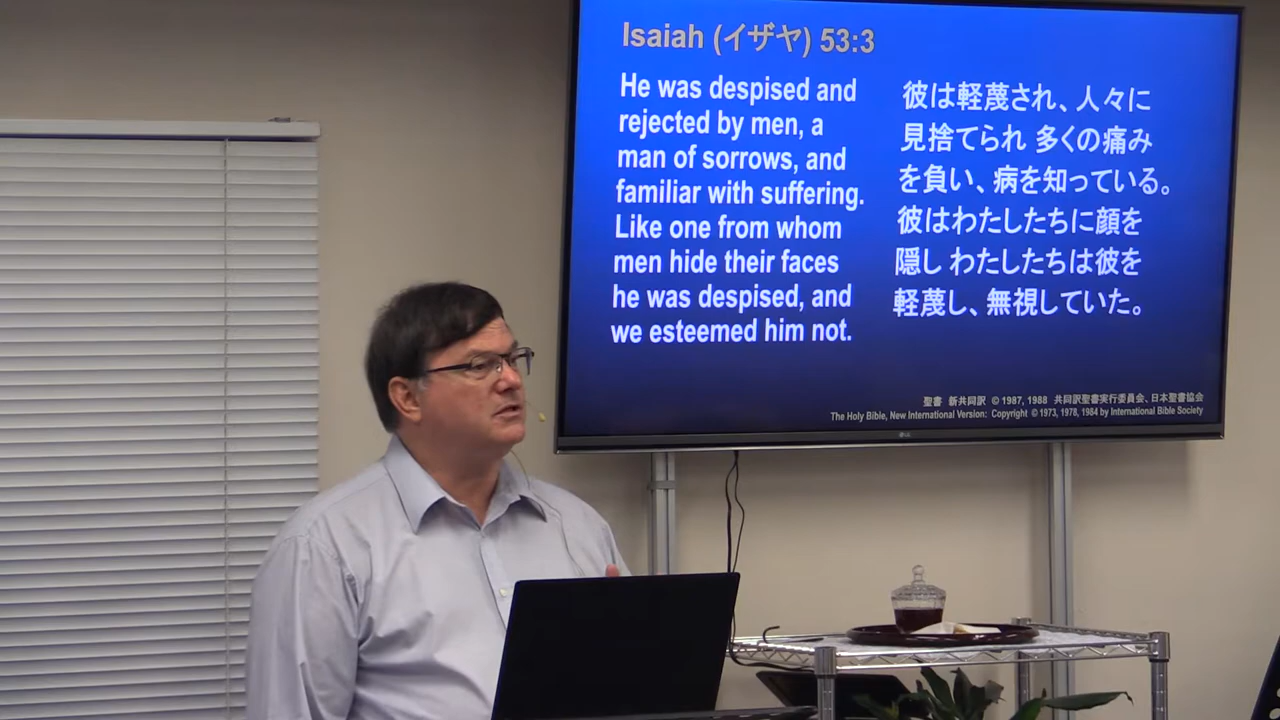 Isaiah (イザヤ) 53:3
He was despised and
rejected by men, a
man of sorrows, and
familiar with suffering.
Like one from whom
men hide their faces
he was despised, and
we esteemed him not.
彼は軽蔑され、人々に
見捨てられ 多くの痛み
を負い、病を知っている。
彼はわたしたちに顔を
隠し わたしたちは彼を
軽蔑し、無視していた。
聖書 新共同訳 © 1987, 1988 共同訳聖書実行委員会、日本聖書協会
The Holy Bible, New International Version: Copyright © 1973, 1978, 1984 by International Bible Society
LG